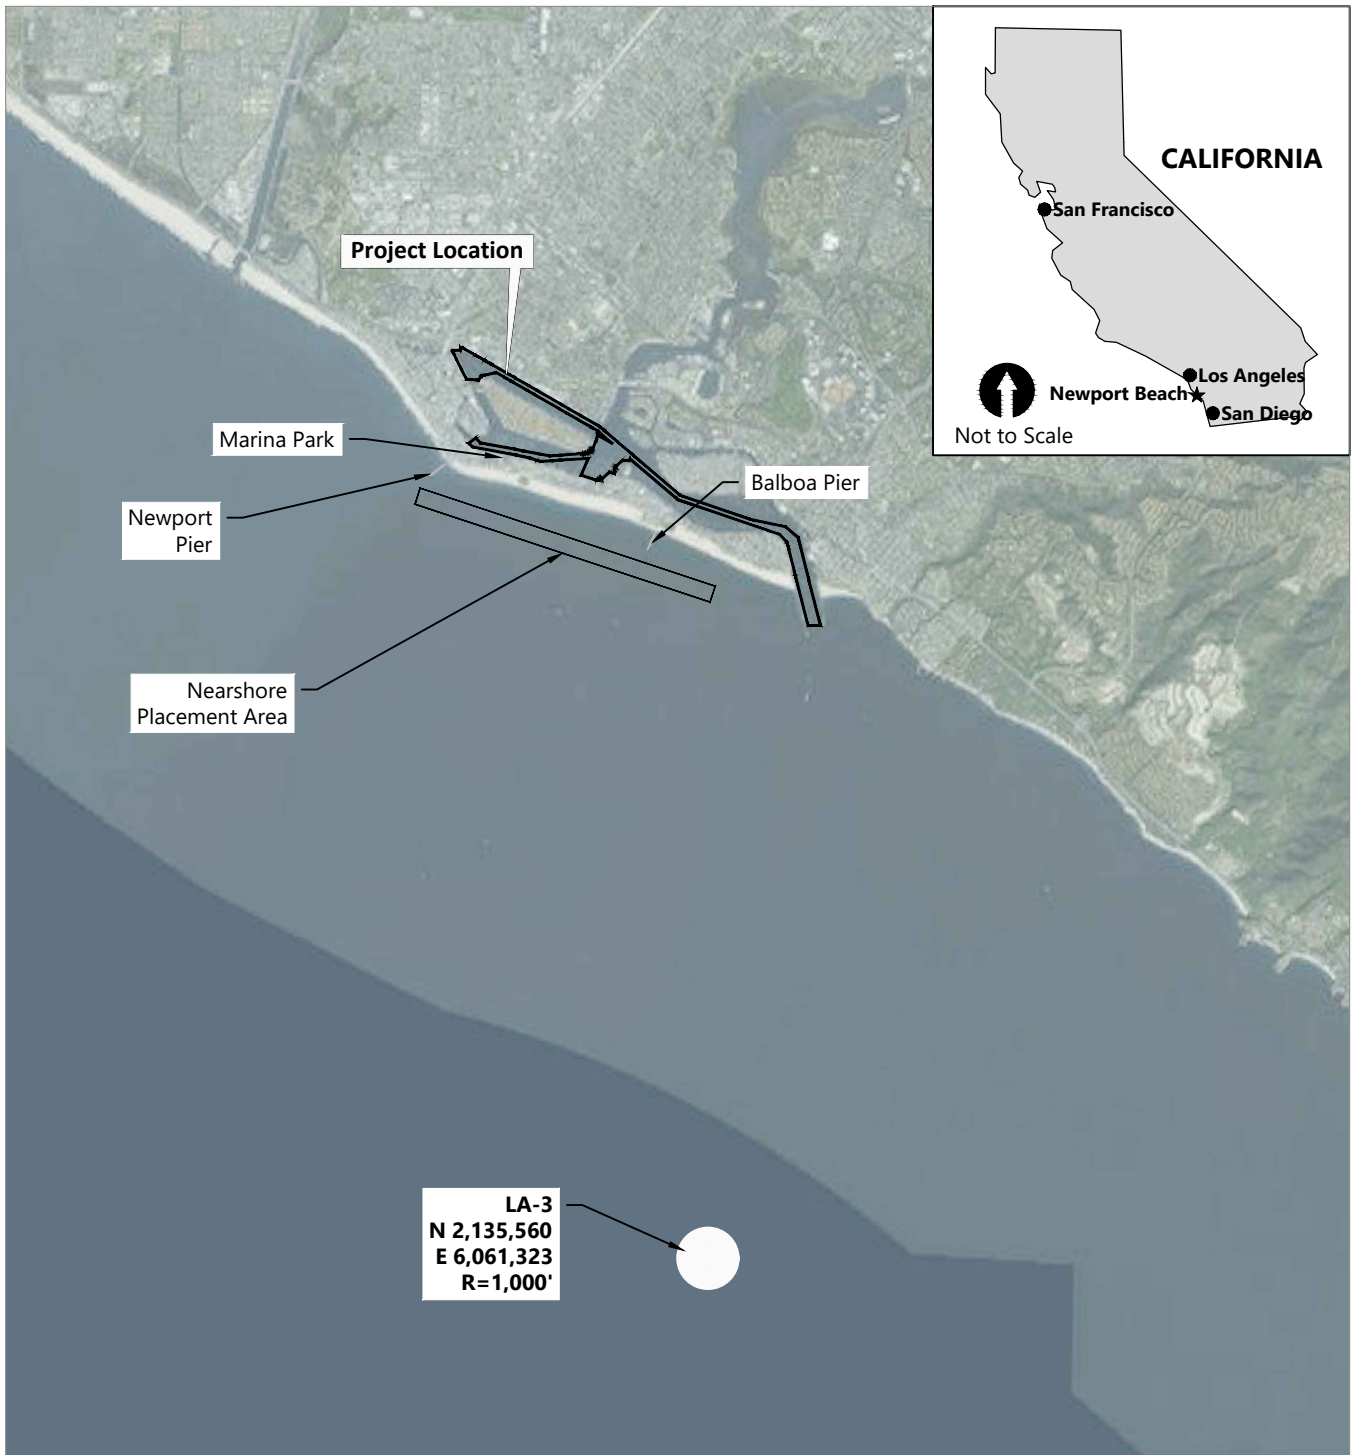 CALIFORNIA
San Francisco
Los Angeles
Newport Beach
San Diego
Not to Scale
Project Location
Marina Park
Balboa Pier
Newport
Pier
Nearshore
Placement Area
LA-3
N 2,135,560
E 6,061,323
R=1,000'